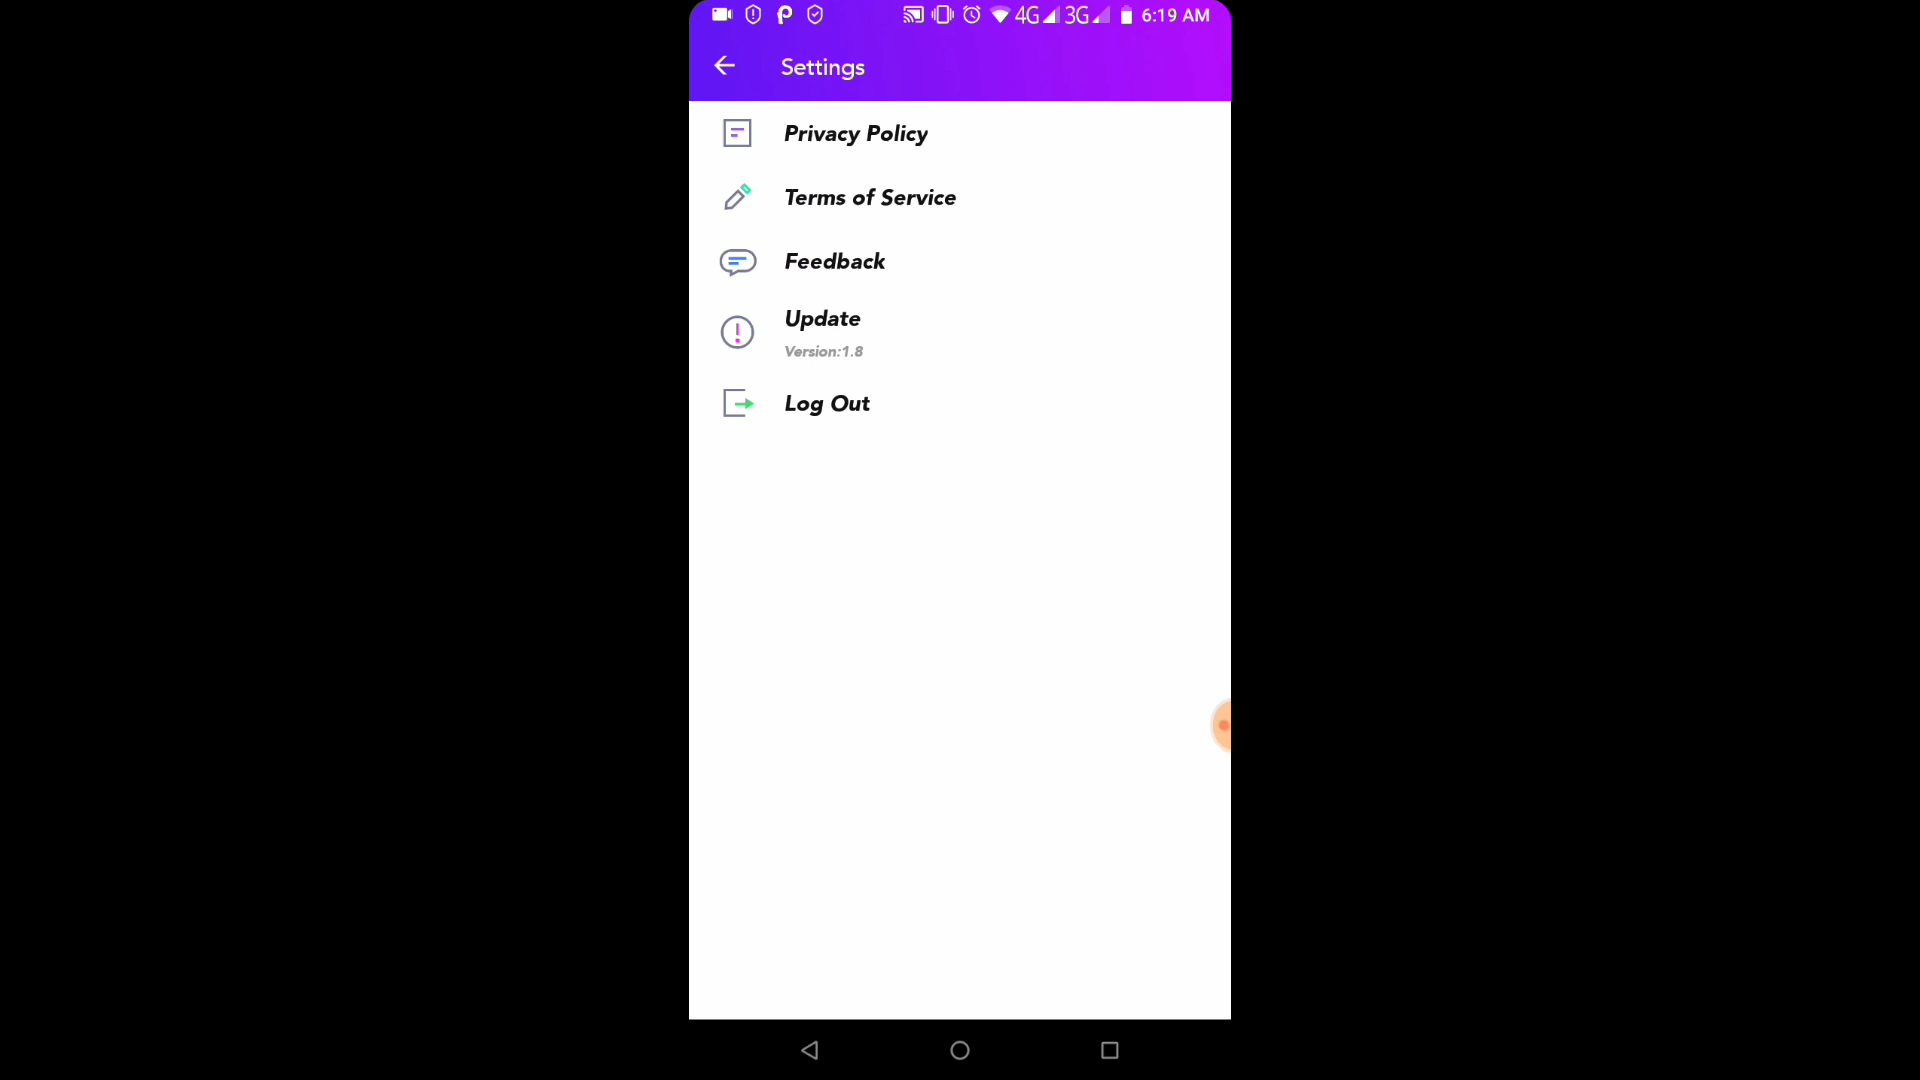 4G 3G 6:19 AM
Settings
Privacy Policy
Terms of Service
Feedback
Update
Version:1.8
Log Out